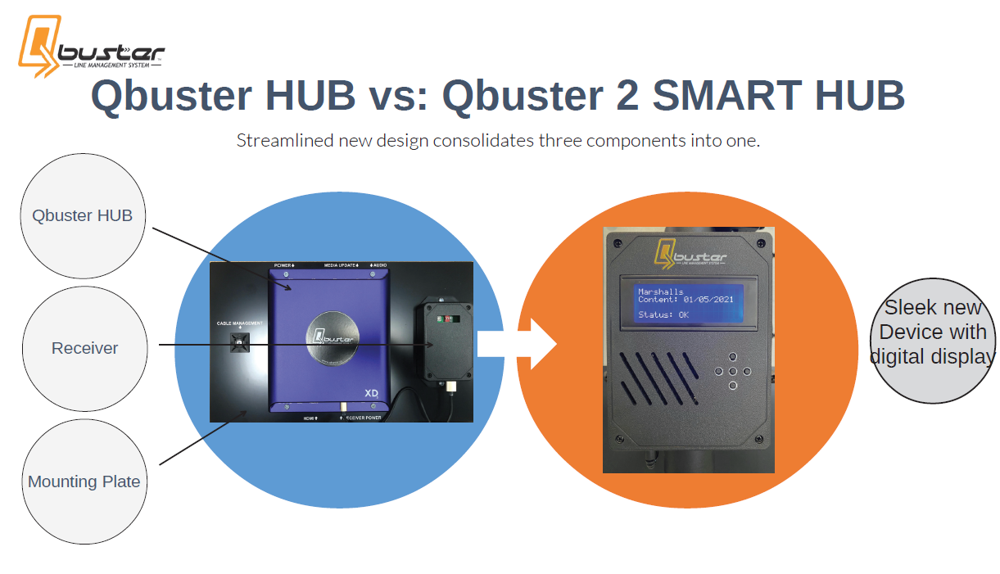 Qbuster
LINE MANAGEMENT SYSTEM
Qbuster HUB vs: Qbuster 2 SMART HUB
Streamlined new design consolidates three components into one.
Qbuster HUB
Receiver
Mounting Plate
POWER
MEDIA UPDATE
AUDIO
CABLE MANAGEMENT
Qbuster
XD
HDMI
ECEIVER POWER
Qbuster
LINE MANAGEMENT SYSTEM
Marshalls
Content: 01/05/2021
Status: OK
Sleek new
Device with
digital display